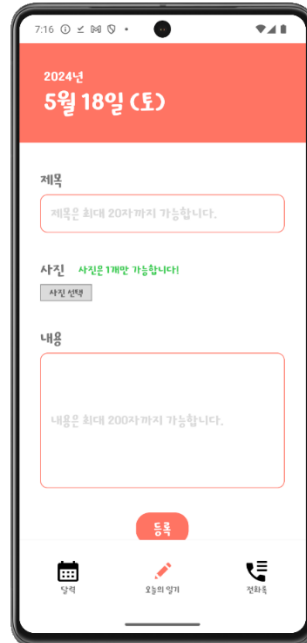 7:16
2024년
5월 18일 (토)
제목
제목은 최대 20자까지 가능합니다.
사진 사진은 1개만 가능합니다!
사진 선택
내용
내용은 최대 200자까지 가능합니다.
등록
달력 오늘의 일기 전화목